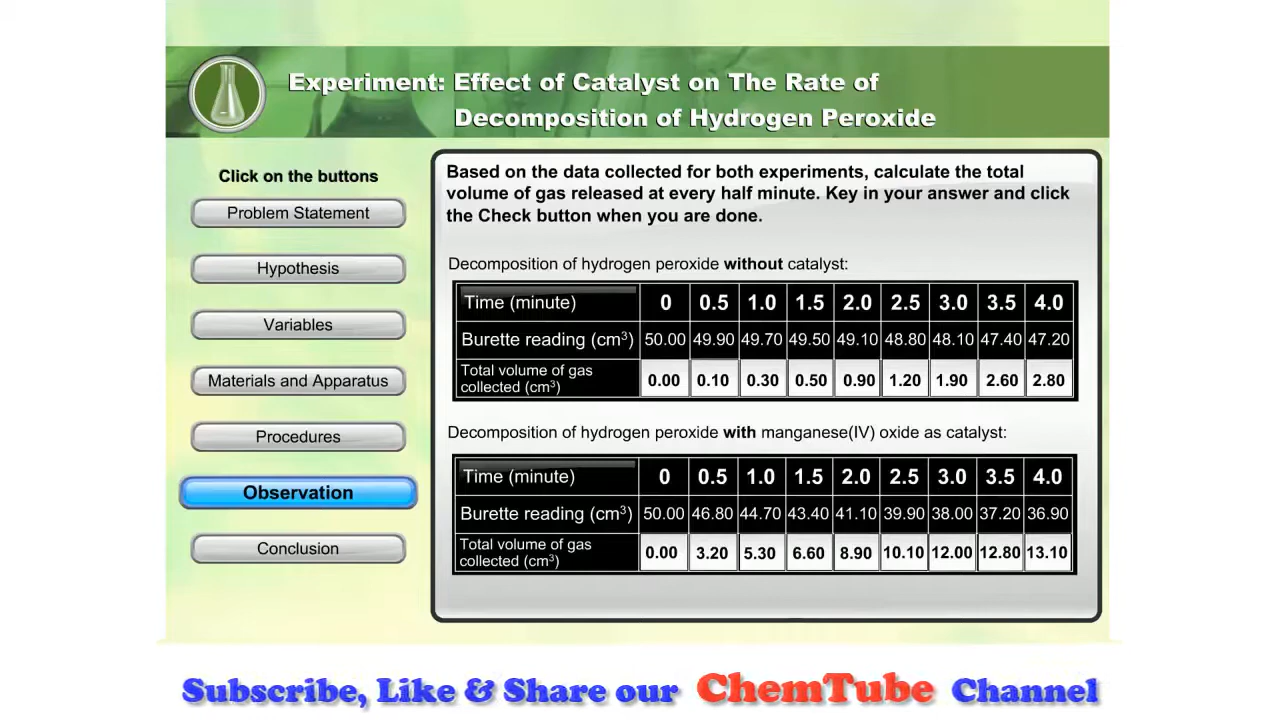 Experiment: Effect of Catalyst on The Rate of
Decomposition of Hydrogen Peroxide
Click on the buttons
Problem Statement
Hypothesis
Variables
Materials and Apparatus
Procedures
Observation
Conclusion
Based on the data collected for both experiments, calculate the total
volume of gas released at every half minute. Key in your answer and click
the Check button when you are done.
Decomposition of hydrogen peroxide without catalyst:
Time (minute) 0 0.5 1.0 1.5 2.0 2.5 3.0 3.5 4.0
Burette reading (cm³) 50.00 49.90 49.70 49.50 49.10 48.80 48.10 47.40 47.20
Total volume of gas
collected (cm³) 0.00 0.10 0.30 0.50 0.90 1.20 1.90 2.60 2.80
Decomposition of hydrogen peroxide with manganese(IV) oxide as catalyst:
Time (minute) 0 0.5 1.0 1.5 2.0 2.5 3.0 3.5 4.0
Burette reading (cm³) 50.00 46.80 44.70 43.40 41.10 39.90 38.00 37.20 36.90
Total volume of gas
collected (cm³) 0.00 3.20 5.30 6.60 8.90 10.10 12.00 12.80 13.10
Subscribe, Like & Share our ChemTube Channel